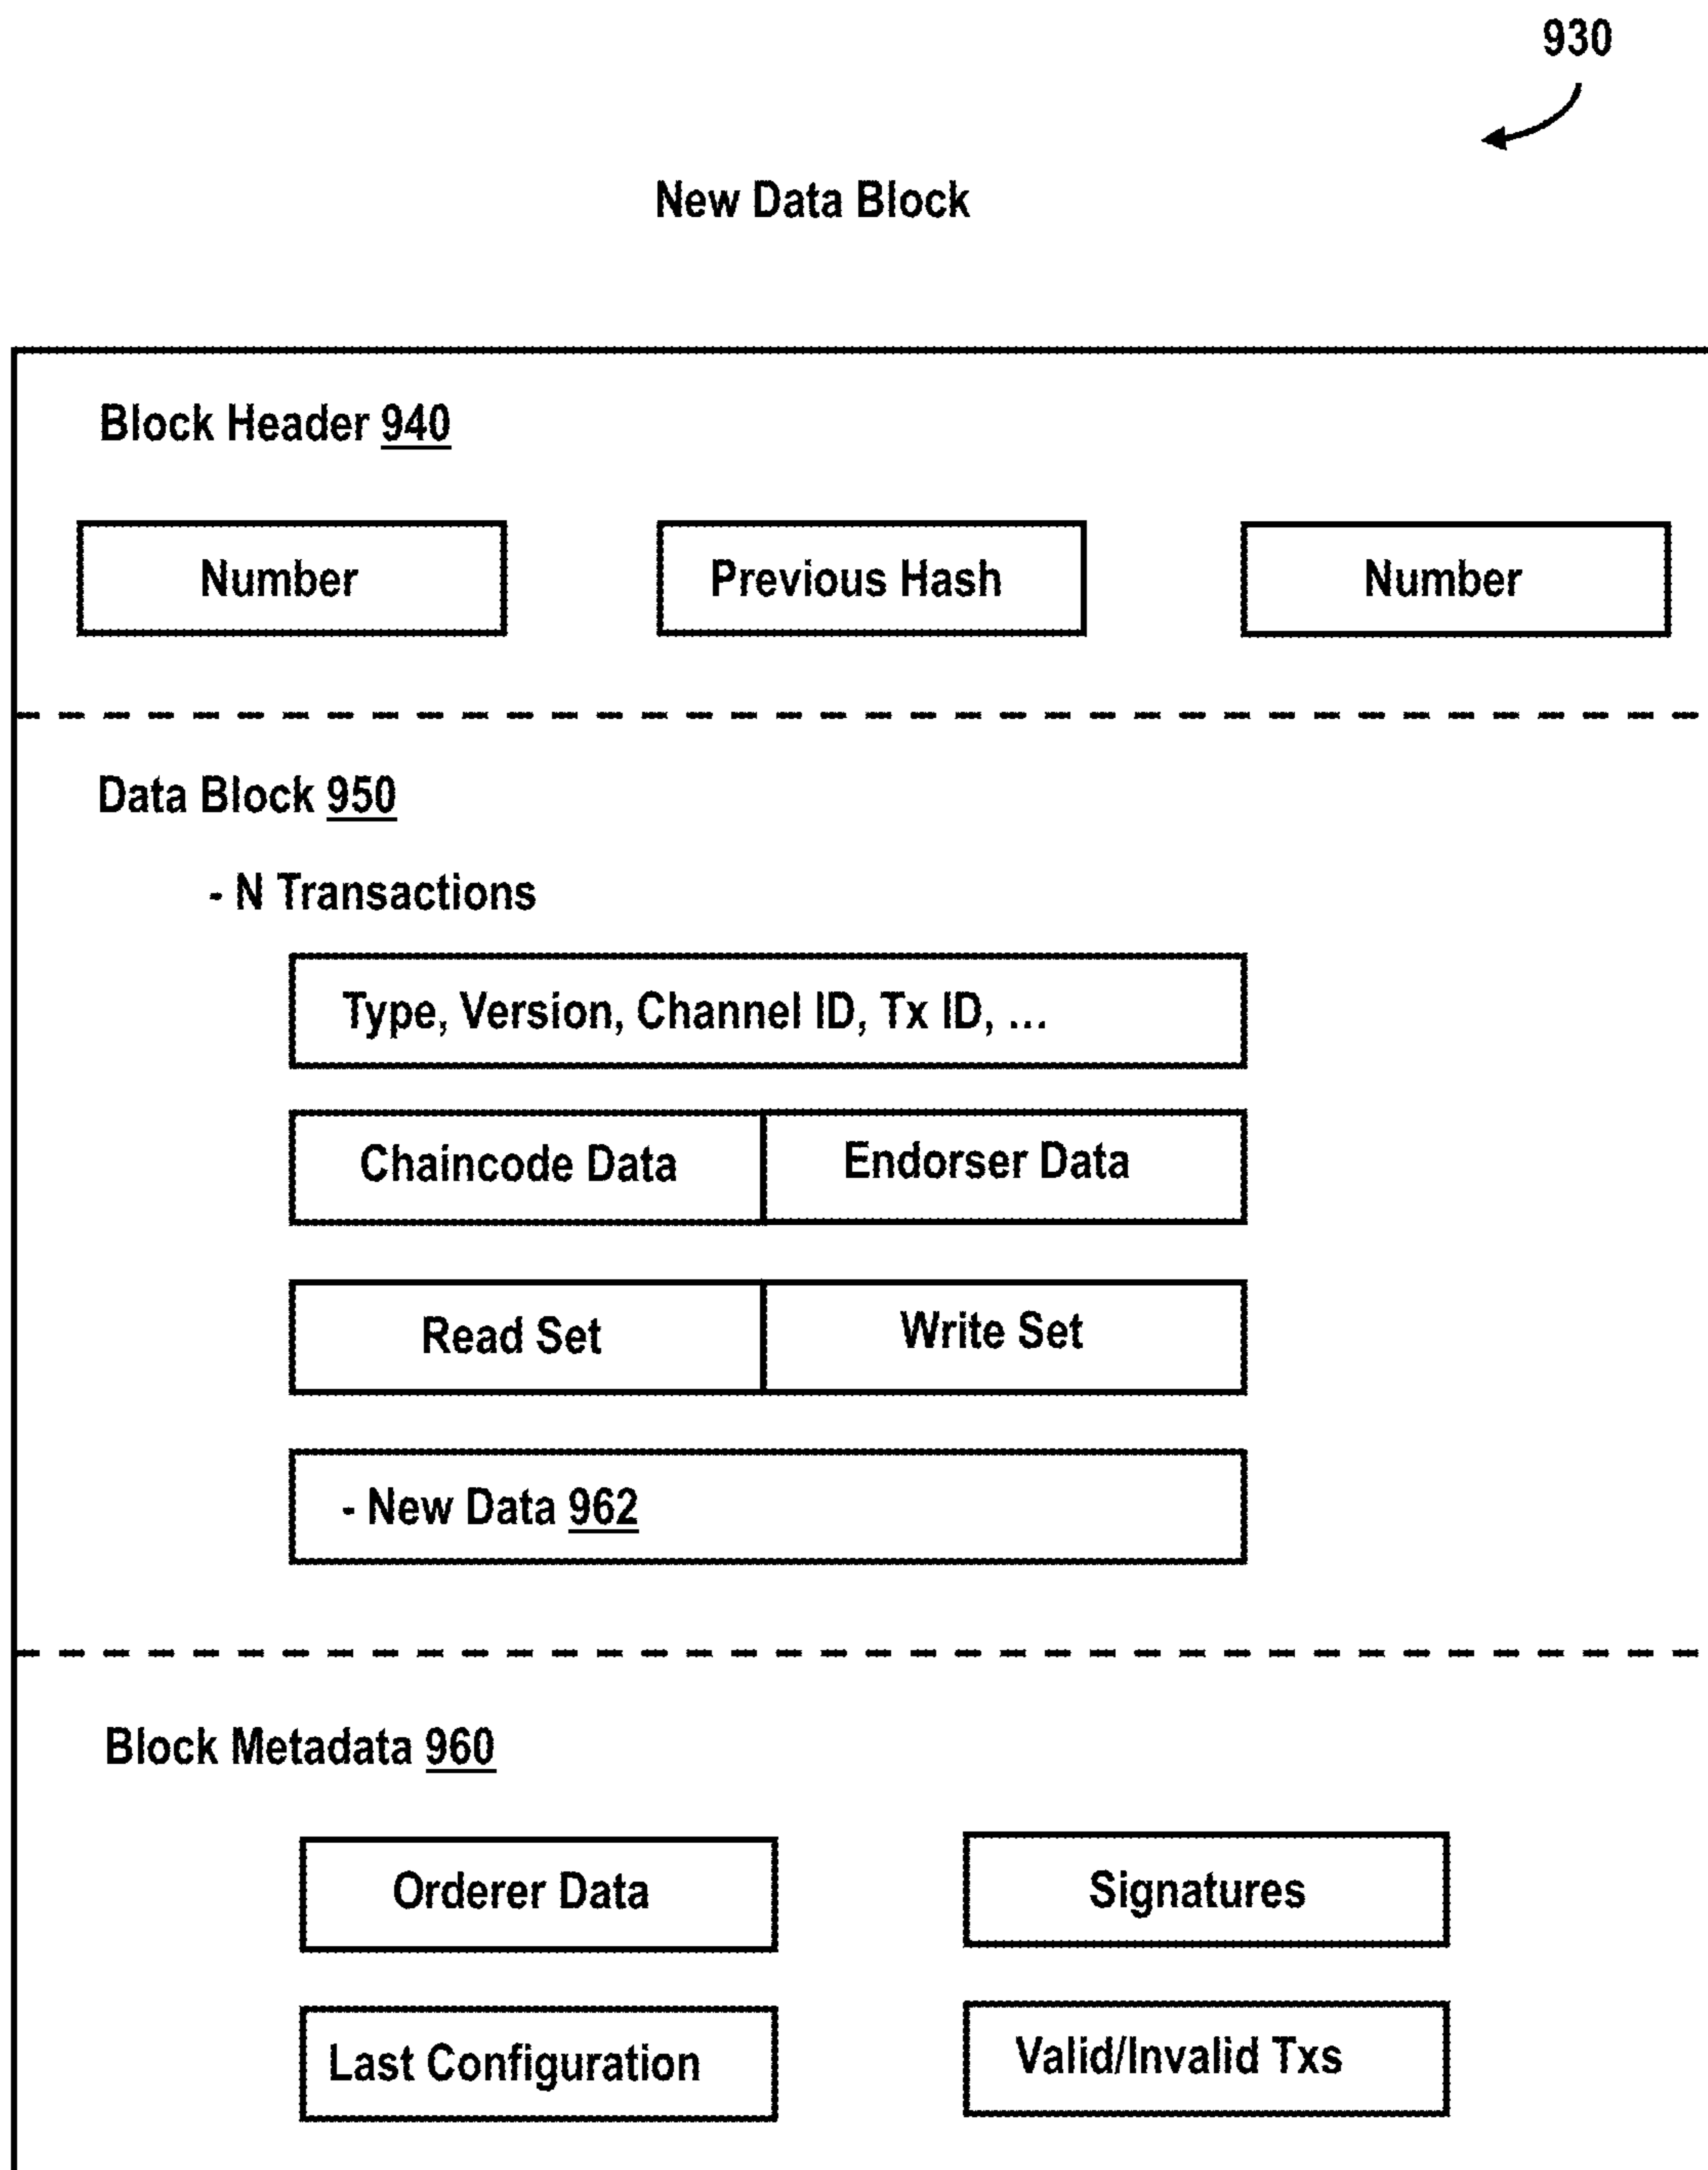 930
New Data Block
Block Header 940
Number Previous Hash Number
Data Block 950
- N Transactions
Type, Version, Channel ID, Tx ID, ...
Chaincode Data Endorser Data
Read Set Write Set
- New Data 962
Block Metadata 960
Orderer Data Signatures
Last Configuration Valid/Invalid Txs